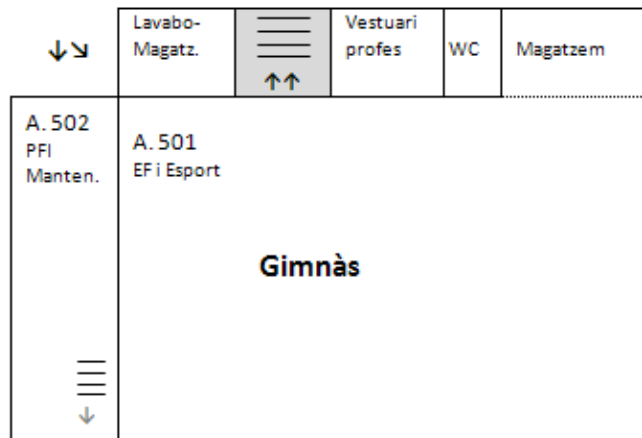 Lavabo-
Magatz.
Vestuari
profes
WC
Magatzem
A.502
PFI
Manten.
A.501
EF i Esport
Gimnàs